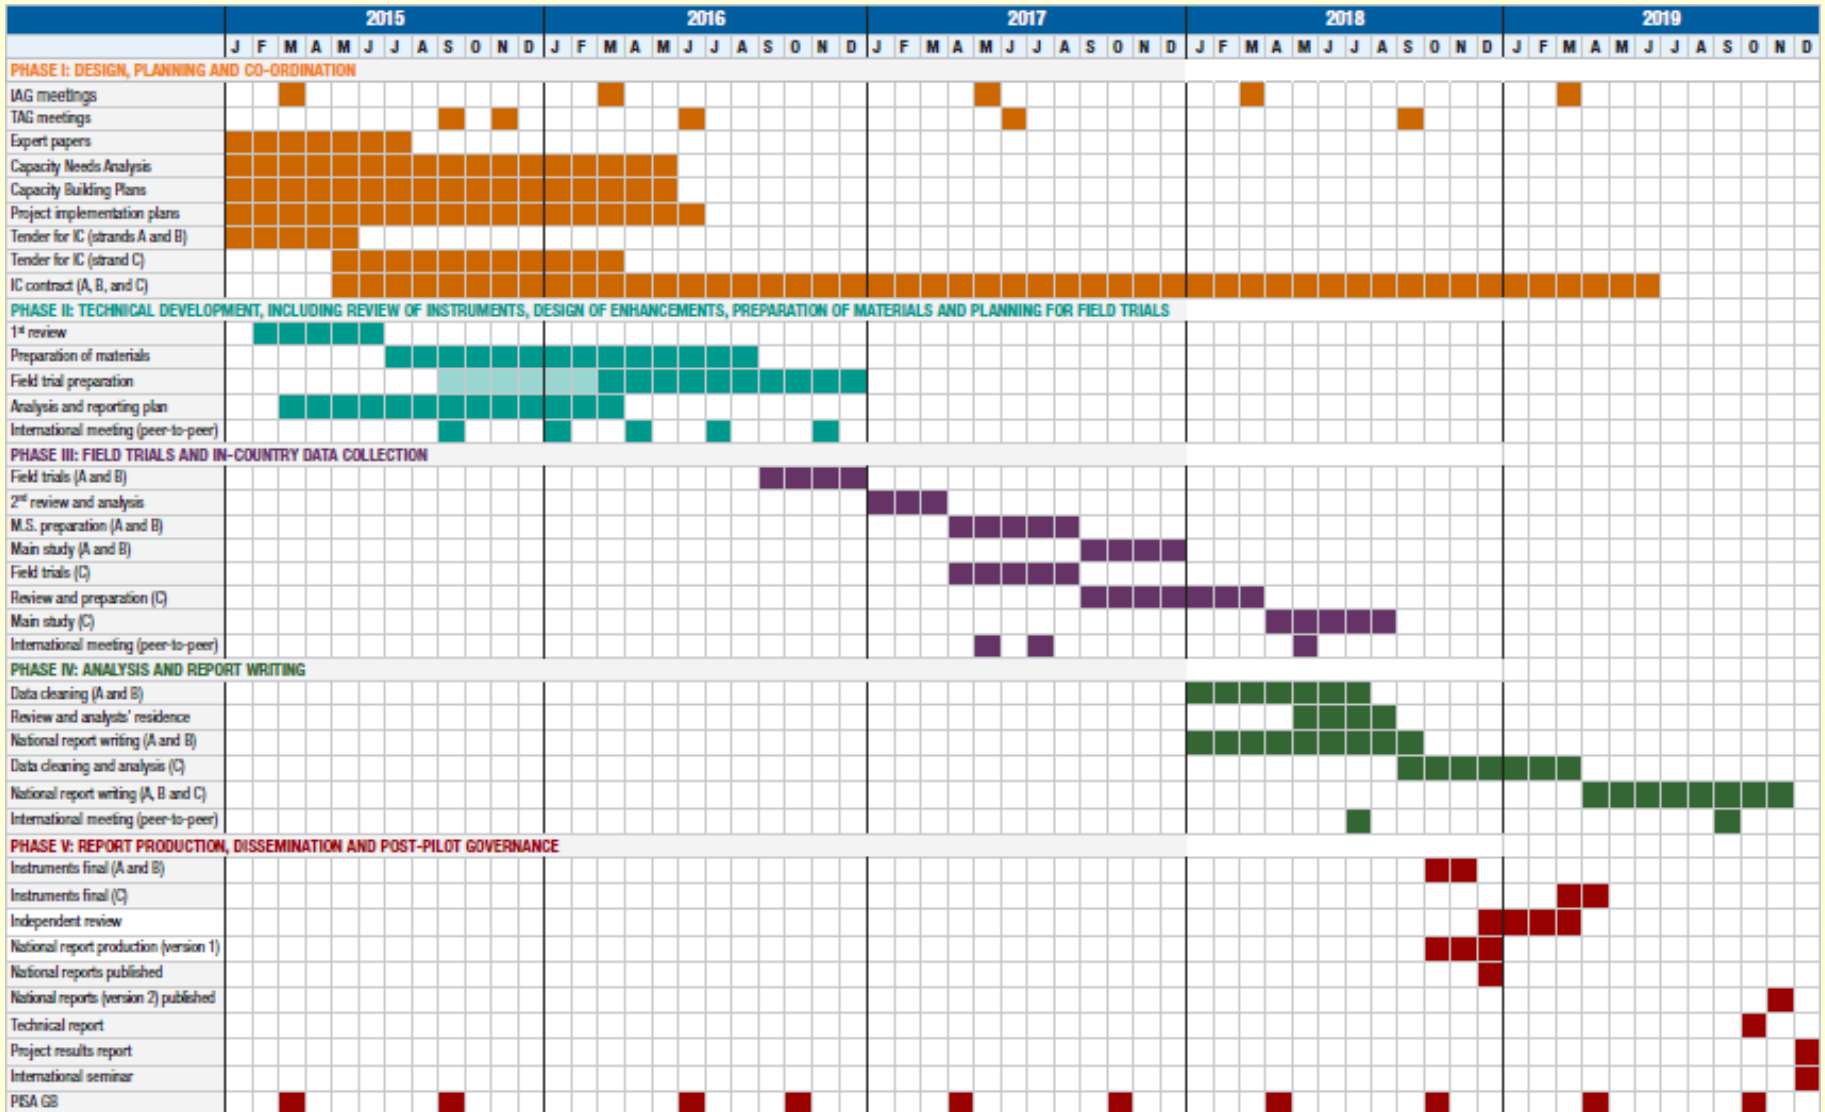 2015 2016 2017 2018 2019
J F M A M J J A S O N D J F M A M J J A S O N D J F M A M J J A S O N D J F M A M J J A S O N D J F M A M J J A S O N D
PHASE I: DESIGN, PLANNING AND CO-ORDINATION
IAG meetings
TAG meetings
Expert papers
Capacity Needs Analysis
Capacity Building Plans
Project implementation plans
Tender for IC (strands A and B)
Tender for IC (strand C)
IC contract (A, B, and C)
PHASE II: TECHNICAL DEVELOPMENT, INCLUDING REVIEW OF INSTRUMENTS, DESIGN OF ENHANCEMENTS, PREPARATION OF MATERIALS AND PLANNING FOR FIELD TRIALS
1st review
Preparation of materials
Field trial preparation
Analysis and reporting plan
International meeting (peer-to-peer)
PHASE III: FIELD TRIALS AND IN-COUNTRY DATA COLLECTION
Field trials (A and B)
2nd review and analysis
M.S. preparation (A and B)
Main study (A and B)
Field trials (C)
Review and preparation (C)
Main study (C)
International meeting (peer-to-peer)
PHASE IV: ANALYSIS AND REPORT WRITING
Data cleaning (A and B)
Review and analysts' residence
National report writing (A and B)
Data cleaning and analysis (C)
National report writing (A, B and C)
International meeting (peer-to-peer)
PHASE V: REPORT PRODUCTION, DISSEMINATION AND POST-PILOT GOVERNANCE
Instruments final (A and B)
Instruments final (C)
Independent review
National report production (version 1)
National reports published
National reports (version 2) published
Technical report
Project results report
International seminar
PISA GB